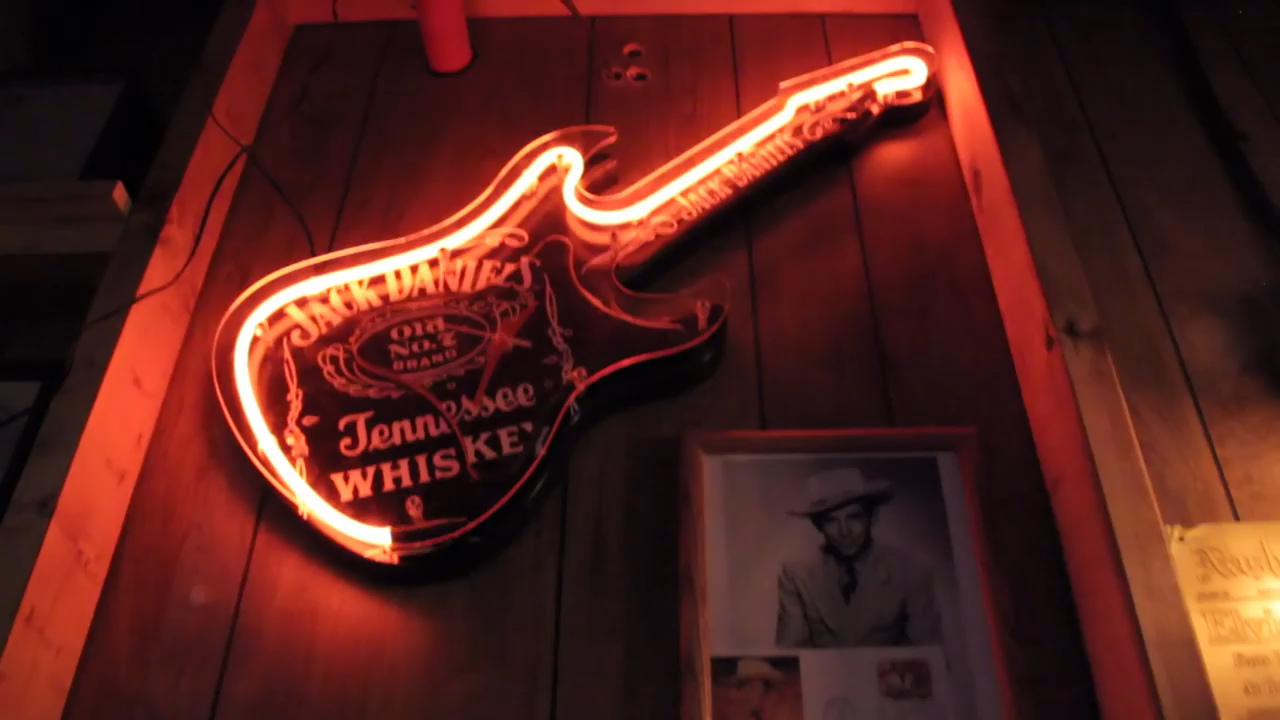 JACK DANIEL'S
Old
NO.7
BRAND
Tennessee
WHISKEY
JACK DANIEL'S